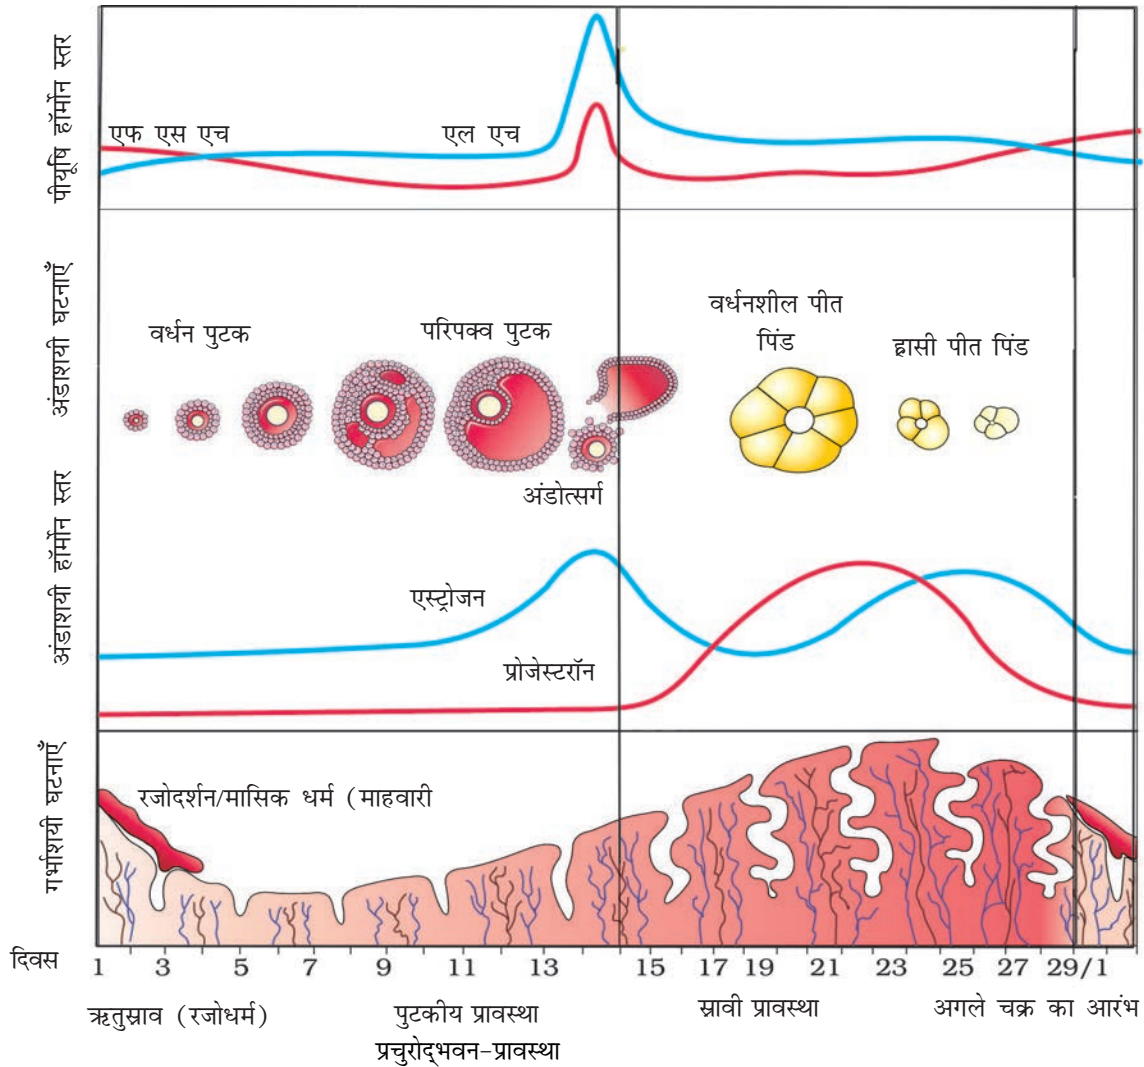 पीयूषि हॉर्मोन स्तर
एफ एस एच
एल एच
अंडाशयी घटनाएँ
वर्धन पुटक
परिपक्व पुटक
वर्धनशील पीत
पिंड
ह्रासी पीत पिंड
अंडोत्सर्ग
अंडाशयी हॉर्मोन स्तर
एस्ट्रोजन
प्रोजेस्टरॉन
गर्भाशयी घटनाएँ
रजोदर्शन/मासिक धर्म (माहवारी
दिवस 1 3 5 7 9 11 13 15 17 19 21 23 25 27 29/1
ऋतुस्राव (रजोधर्म)
पुटकीय प्रावस्था
प्रचुरोद्‌भवन-प्रावस्था
स्रावी प्रावस्था
अगले चक्र का आरंभ